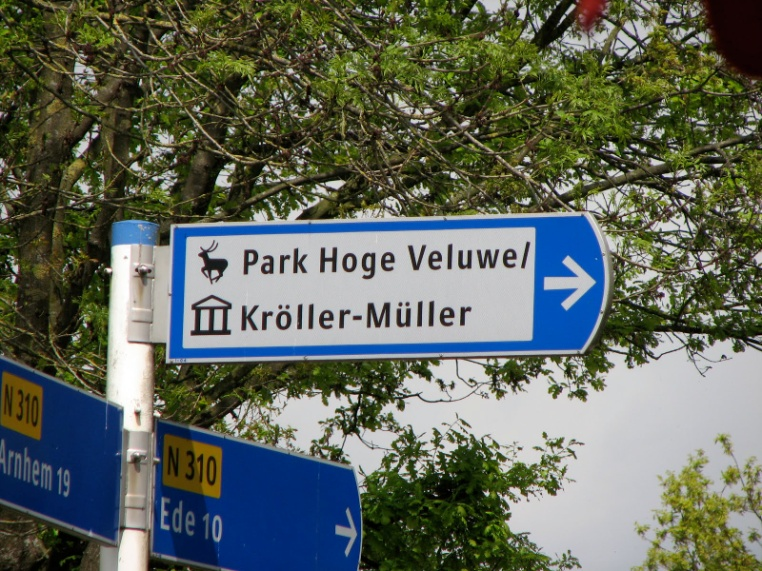 Park Hoge Veluwe/
Kröller-Müller
N 310
Arnhem 19
N 310
Ede 10